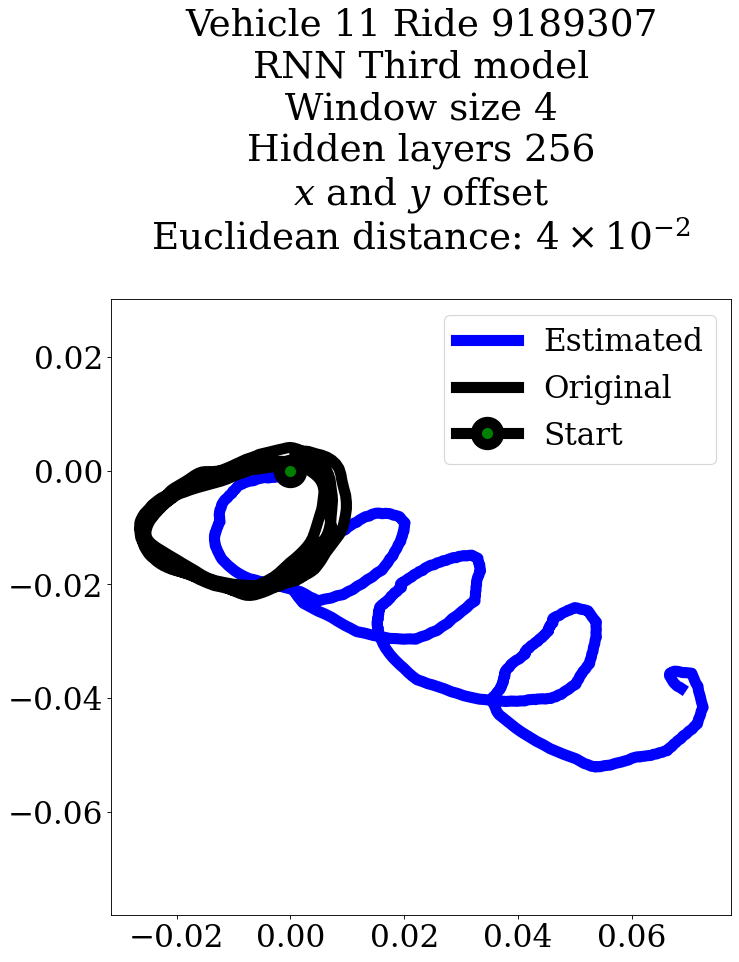 Vehicle 11 Ride 9189307
RNN Third model
Window size 4
Hidden layers 256
x and y offset
Euclidean distance: 4 × 10⁻²
Estimated
Original
Start
0.02
0.00
−0.02
−0.04
−0.06
−0.02 0.00 0.02 0.04 0.06